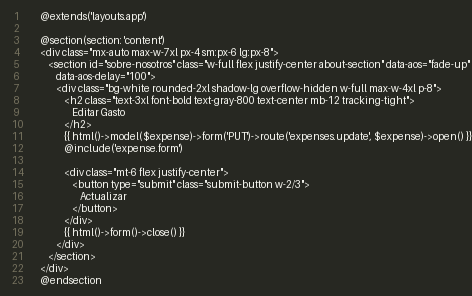 1 @extends('layouts.app')
2
3 @section(section: 'content')
4 <div class="mx-auto max-w-7xl px-4 sm:px-6 lg:px-8">
5 <section id="sobre-nosotros" class="w-full flex justify-center about-section" data-aos="fade-up"
6 data-aos-delay="100">
7 <div class="bg-white rounded-2xl shadow-lg overflow-hidden w-full max-w-4xl p-8">
8 <h2 class="text-3xl font-bold text-gray-800 text-center mb-12 tracking-tight">
9 Editar Gasto
10 </h2>
11 {{ html()->model($expense)->form('PUT')->route('expenses.update', $expense)->open() }}
12 @include('expense.form')
13
14 <div class="mt-6 flex justify-center">
15 <button type="submit" class="submit-button w-2/3">
16 Actualizar
17 </button>
18 </div>
19 {{ html()->form()->close() }}
20 </div>
21 </section>
22 </div>
23 @endsection